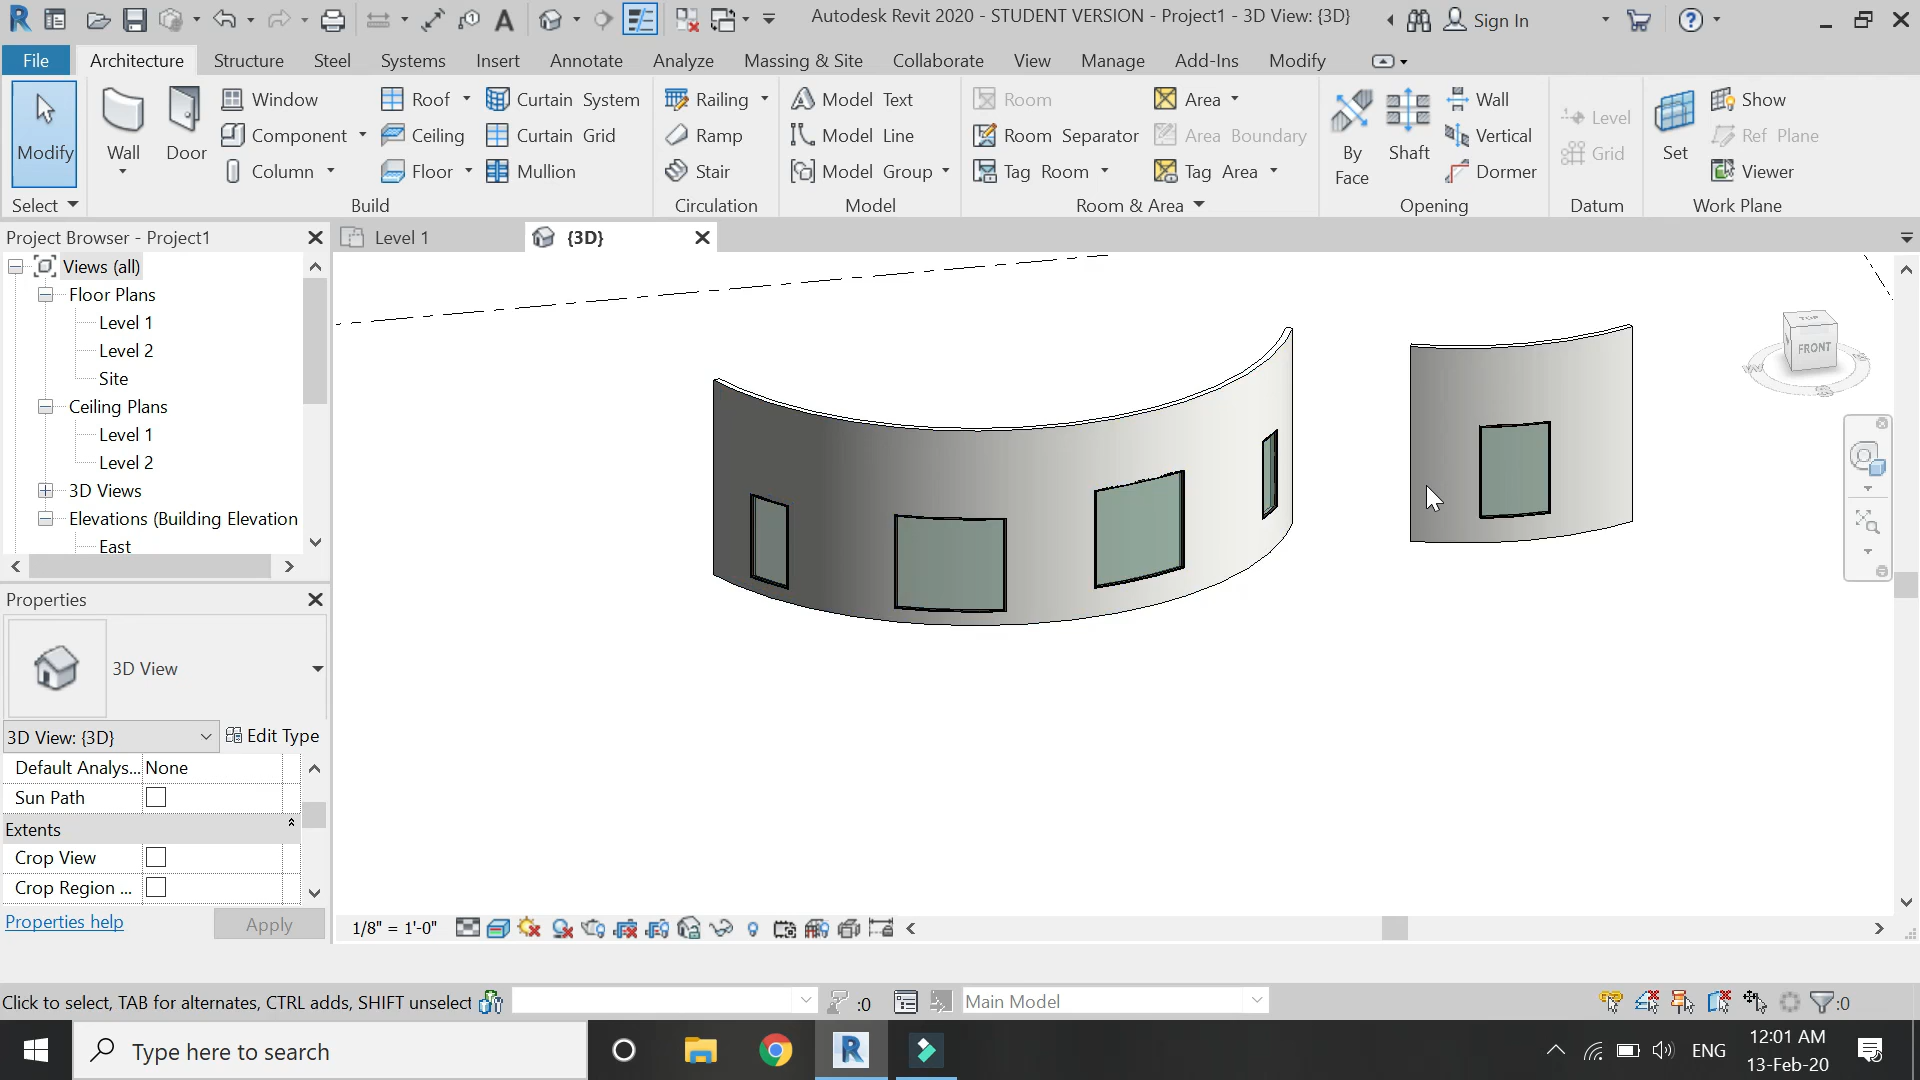 Autodesk Revit 2020 - STUDENT VERSION - Project1 - 3D View: {3D}
Sign In
File Architecture Structure Steel Systems Insert Annotate Analyze Massing & Site Collaborate View Manage Add-Ins Modify
Modify
Wall
Door
Window
Component
Column
Roof
Ceiling
Floor
Curtain System
Curtain Grid
Mullion
Railing
Ramp
Stair
Model Text
Model Line
Model Group
Room
Room Separator
Tag Room
Area
Area Boundary
Tag Area
By
Face
Shaft
Wall
Vertical
Dormer
Level
Grid
Set
Show
Ref Plane
Viewer
Select Build Circulation Model Room & Area Opening Datum Work Plane
Project Browser - Project1
Level 1
{3D}
Views (all)
Floor Plans
Level 1
Level 2
Site
Ceiling Plans
Level 1
Level 2
3D Views
Elevations (Building Elevation
East
TOP
FRONT
W
S
Properties
3D View
3D View: {3D}
Edit Type
Default Analys... None
Sun Path
Extents
Crop View
Crop Region ...
Properties help
Apply
1/8" = 1'-0"
Click to select, TAB for alternates, CTRL adds, SHIFT unselect
:0
Main Model
:0
Type here to search
ENG
12:01 AM
13-Feb-20